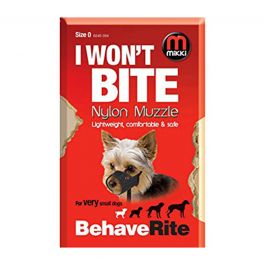 Size 0
I WON'T
BITE
mikki
Nylon Muzzle
Lightweight, comfortable & safe
For very small dogs
BehaveRite